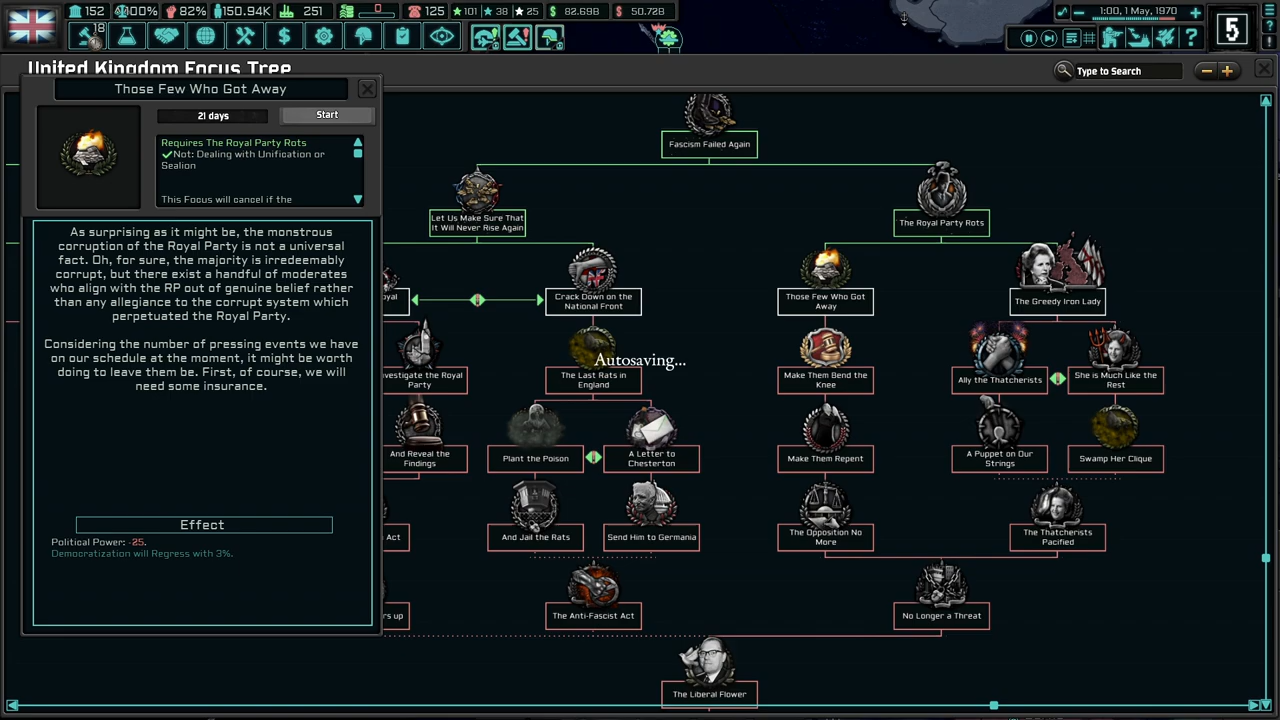 152
100%
82%
150.94K
251
0
125
101
38
25
82.69B
50.72B
1:00, 1 May, 1970
5
18
United Kingdom Focus Tree
Type to Search
Those Few Who Got Away
21 days
Start
Requires The Royal Party Rots
Not: Dealing with Unification or
Sealion
This Focus will cancel if the
As surprising as it might be, the monstrous
corruption of the Royal Party is not a universal
fact. Oh, for sure, the majority is irredeemably
corrupt, but there exist a handful of moderates
who align with the RP out of genuine belief rather
than any allegiance to the corrupt system which
perpetuated the Royal Party.
Considering the number of pressing events we have
on our schedule at the moment, it might be worth
doing to leave them be. First, of course, we will
need some insurance.
Effect
Political Power: -25.
Democratization will Regress with 3%.
Fascism Failed Again
Let Us Make Sure That
It Will Never Rise Again
The Royal Party Rots
oyal
Crack Down on the
National Front
Those Few Who Got
Away
The Greedy Iron Lady
Autosaving...
nvestigate the Royal
Party
The Last Rats in
England
Make Them Bend the
Knee
Ally the Thatcherists
She is Much Like the
Rest
And Reveal the
Findings
Plant the Poison
A Letter to
Chesterton
Make Them Repent
A Puppet on Our
Strings
Swamp Her Clique
Act
And Jail the Rats
Send Him to Germania
The Opposition No
More
The Thatcherists
Pacified
rs up
The Anti-Fascist Act
No Longer a Threat
The Liberal Flower